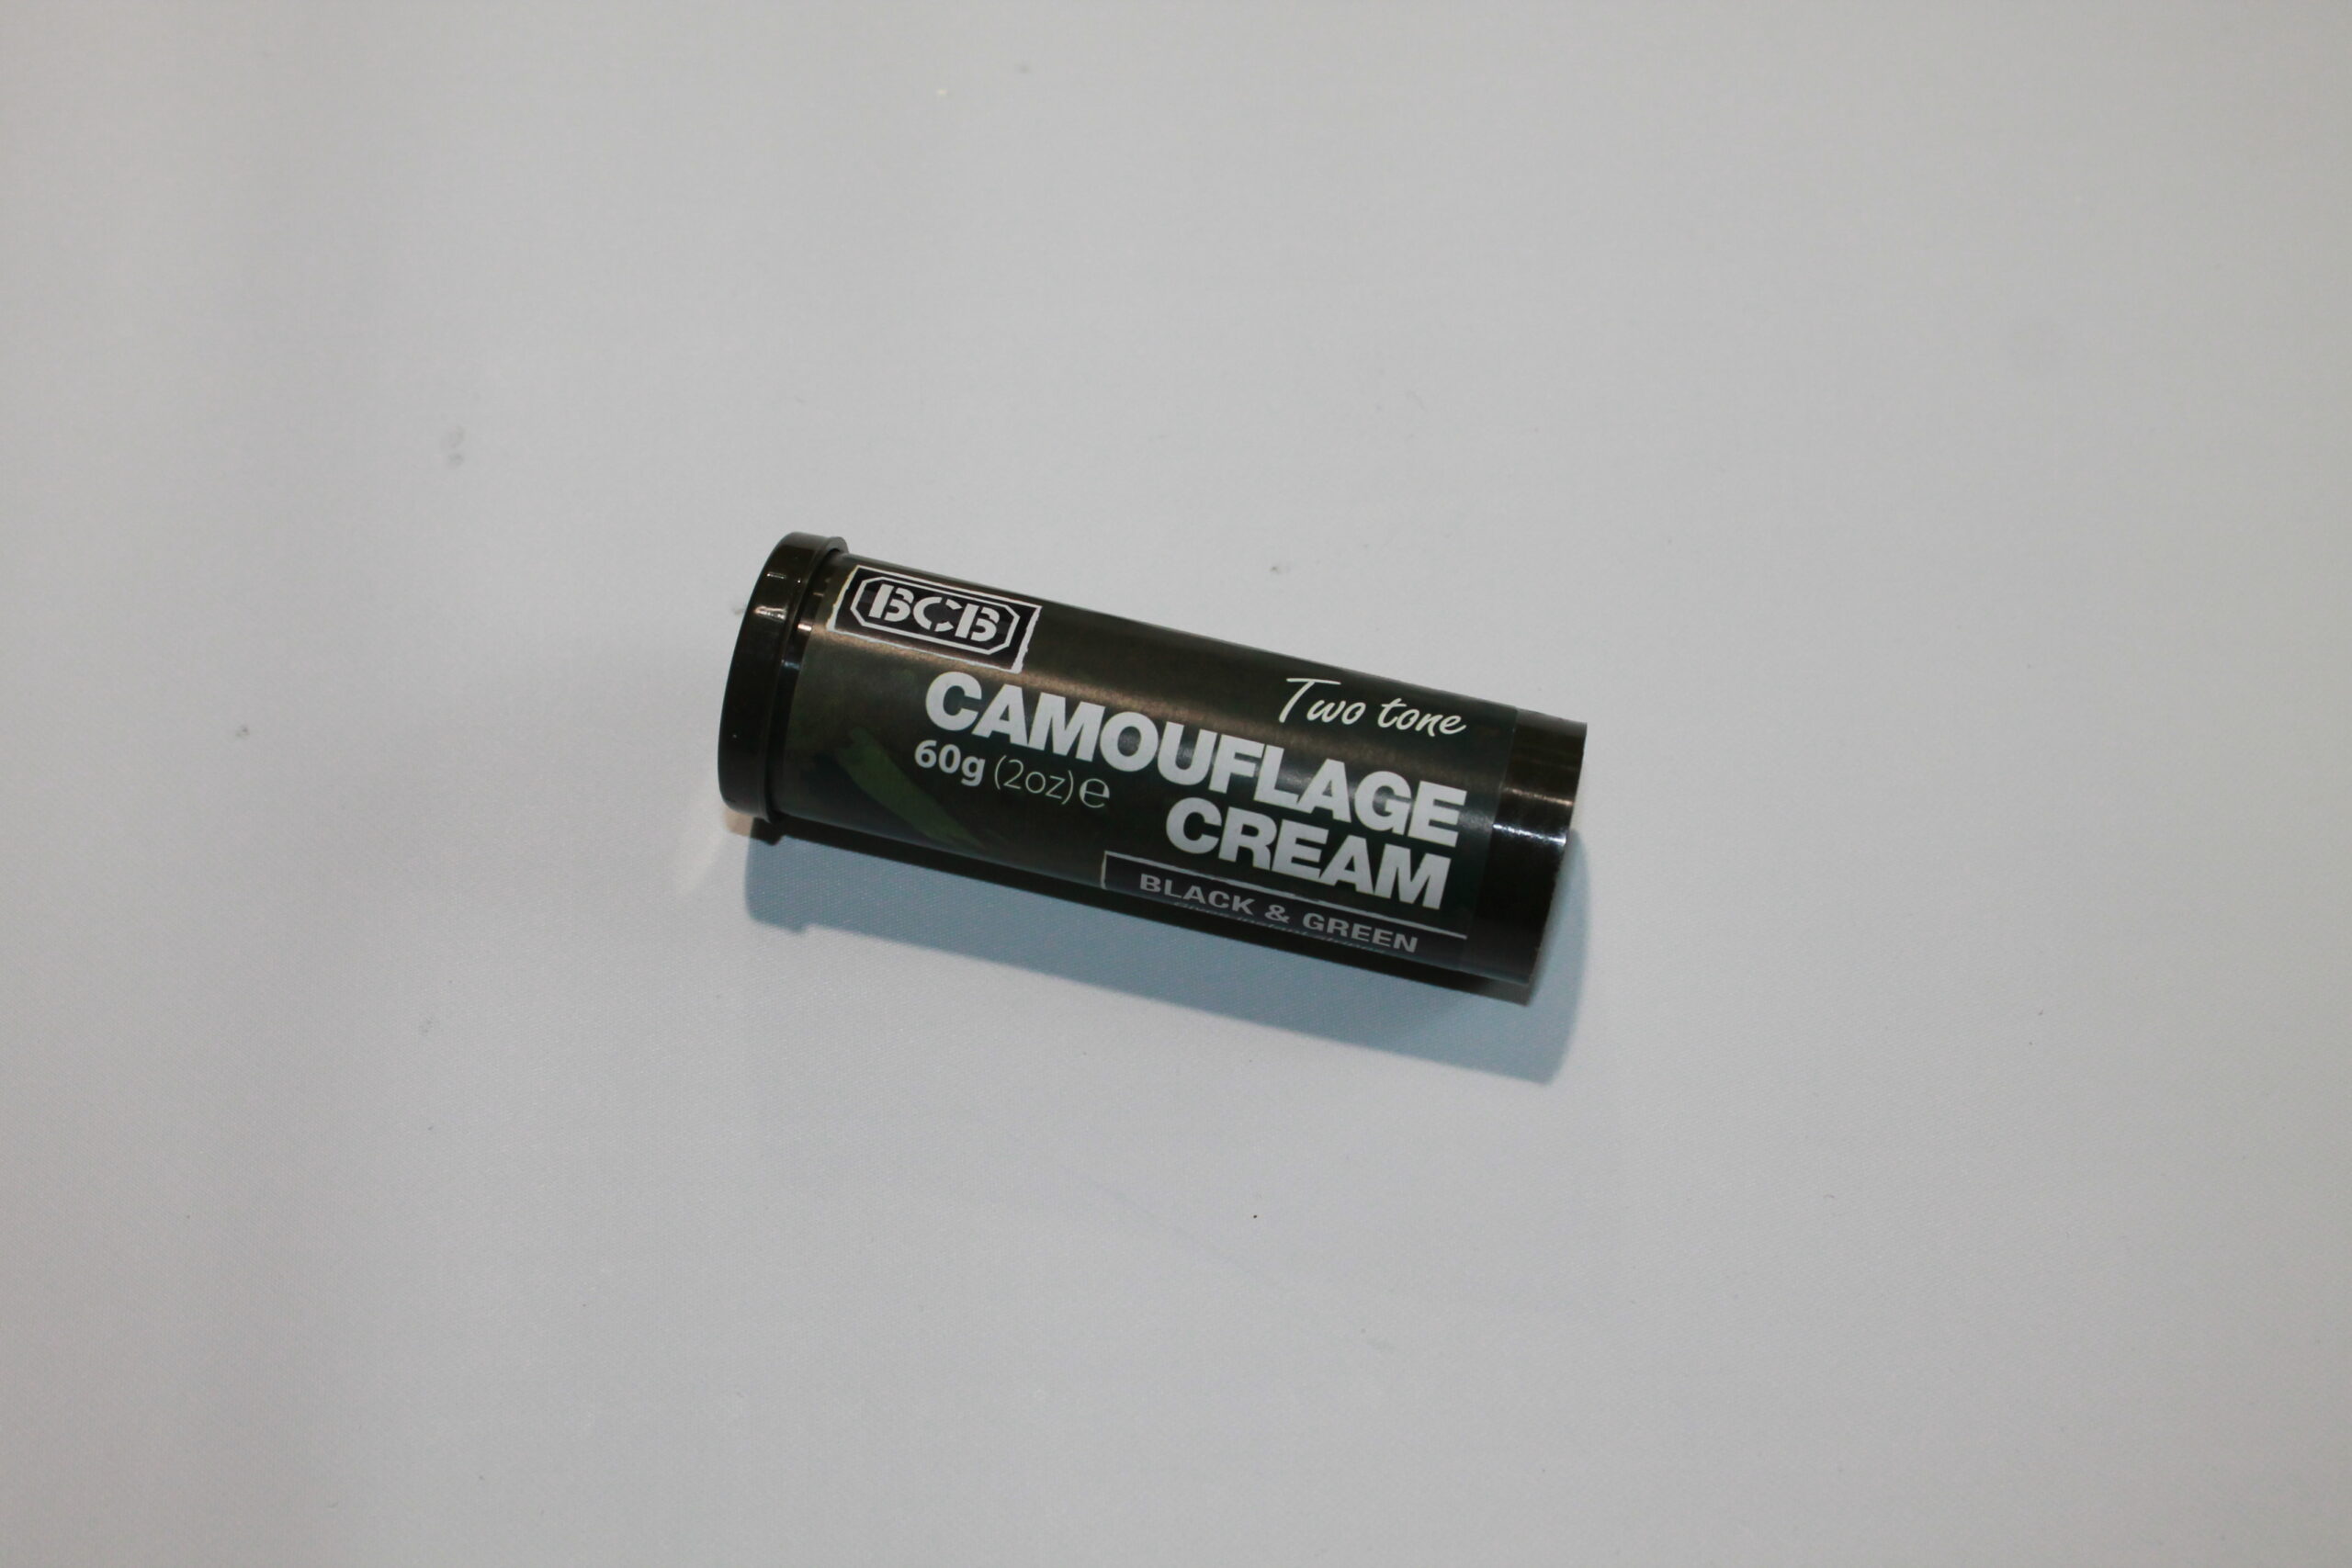 BCB
Two tone
CAMOUFLAGE
60g (2oz) ℮
CREAM
BLACK & GREEN